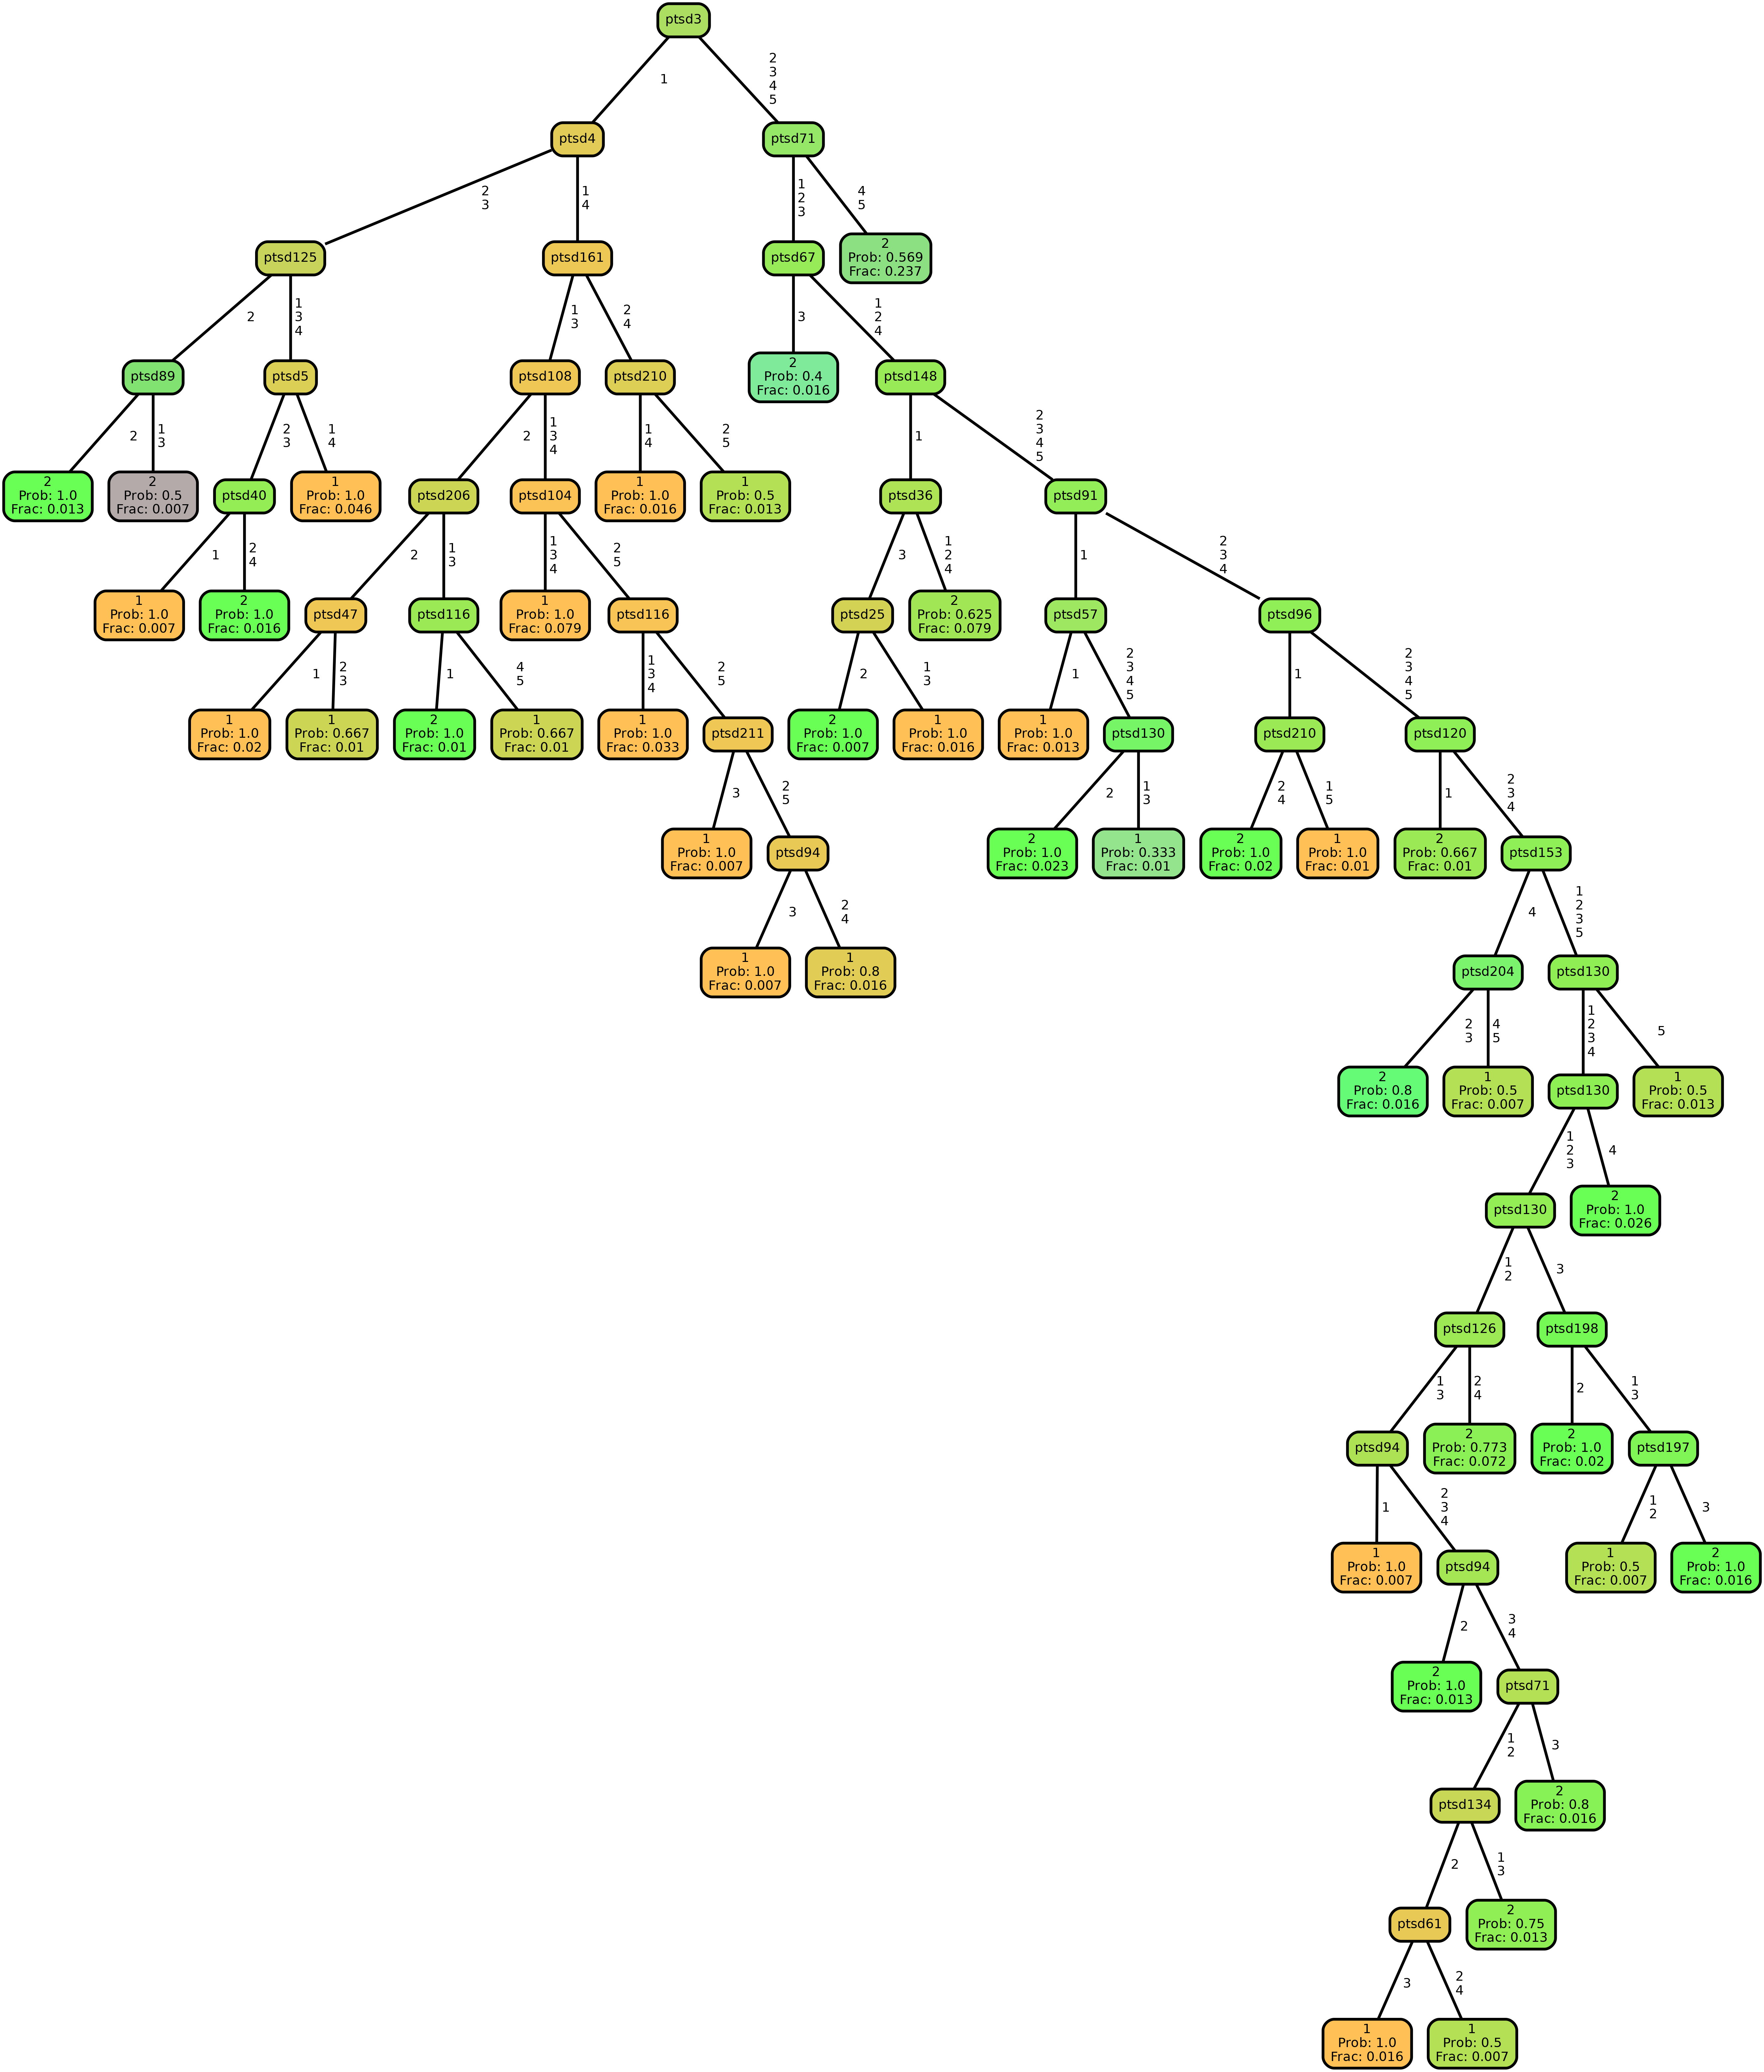 ptsd3
1
2
3
4
5
ptsd4
ptsd71
2
3
1
4
1
2
3
4
5
ptsd125
ptsd161
ptsd67
2
Prob: 0.569
Frac: 0.237
2
1
3
4
1
3
2
4
3
1
2
4
ptsd89
ptsd5
ptsd108
ptsd210
2
Prob: 0.4
Frac: 0.016
ptsd148
2
1
3
2
3
1
4
2
1
3
4
1
4
2
5
1
2
3
4
5
2
Prob: 1.0
Frac: 0.013
2
Prob: 0.5
Frac: 0.007
ptsd40
1
Prob: 1.0
Frac: 0.046
ptsd206
ptsd104
1
Prob: 1.0
Frac: 0.016
1
Prob: 0.5
Frac: 0.013
ptsd36
ptsd91
1
2
4
2
1
3
1
3
4
2
5
3
1
2
4
1
2
3
4
1
Prob: 1.0
Frac: 0.007
2
Prob: 1.0
Frac: 0.016
ptsd47
ptsd116
1
Prob: 1.0
Frac: 0.079
ptsd116
ptsd25
2
Prob: 0.625
Frac: 0.079
ptsd57
ptsd96
1
2
3
1
4
5
1
3
4
2
5
2
1
3
1
2
3
4
5
1
2
3
4
5
1
Prob: 1.0
Frac: 0.02
1
Prob: 0.667
Frac: 0.01
2
Prob: 1.0
Frac: 0.01
1
Prob: 0.667
Frac: 0.01
1
Prob: 1.0
Frac: 0.033
ptsd211
2
Prob: 1.0
Frac: 0.007
1
Prob: 1.0
Frac: 0.016
1
Prob: 1.0
Frac: 0.013
ptsd130
ptsd210
ptsd120
3
2
5
2
1
3
2
4
1
5
1
2
3
4
1
Prob: 1.0
Frac: 0.007
ptsd94
2
Prob: 1.0
Frac: 0.023
1
Prob: 0.333
Frac: 0.01
2
Prob: 1.0
Frac: 0.02
1
Prob: 1.0
Frac: 0.01
2
Prob: 0.667
Frac: 0.01
ptsd153
3
2
4
4
1
2
3
5
1
Prob: 1.0
Frac: 0.007
1
Prob: 0.8
Frac: 0.016
ptsd204
ptsd130
2
3
4
5
1
2
3
4
5
2
Prob: 0.8
Frac: 0.016
1
Prob: 0.5
Frac: 0.007
ptsd130
1
Prob: 0.5
Frac: 0.013
1
2
3
4
ptsd130
2
Prob: 1.0
Frac: 0.026
1
2
3
ptsd126
ptsd198
1
3
2
4
2
1
3
ptsd94
2
Prob: 0.773
Frac: 0.072
2
Prob: 1.0
Frac: 0.02
ptsd197
1
2
3
4
1
2
3
1
Prob: 1.0
Frac: 0.007
ptsd94
1
Prob: 0.5
Frac: 0.007
2
Prob: 1.0
Frac: 0.016
2
3
4
2
Prob: 1.0
Frac: 0.013
ptsd71
1
2
3
ptsd134
2
Prob: 0.8
Frac: 0.016
2
1
3
ptsd61
2
Prob: 0.75
Frac: 0.013
3
2
4
1
Prob: 1.0
Frac: 0.016
1
Prob: 0.5
Frac: 0.007